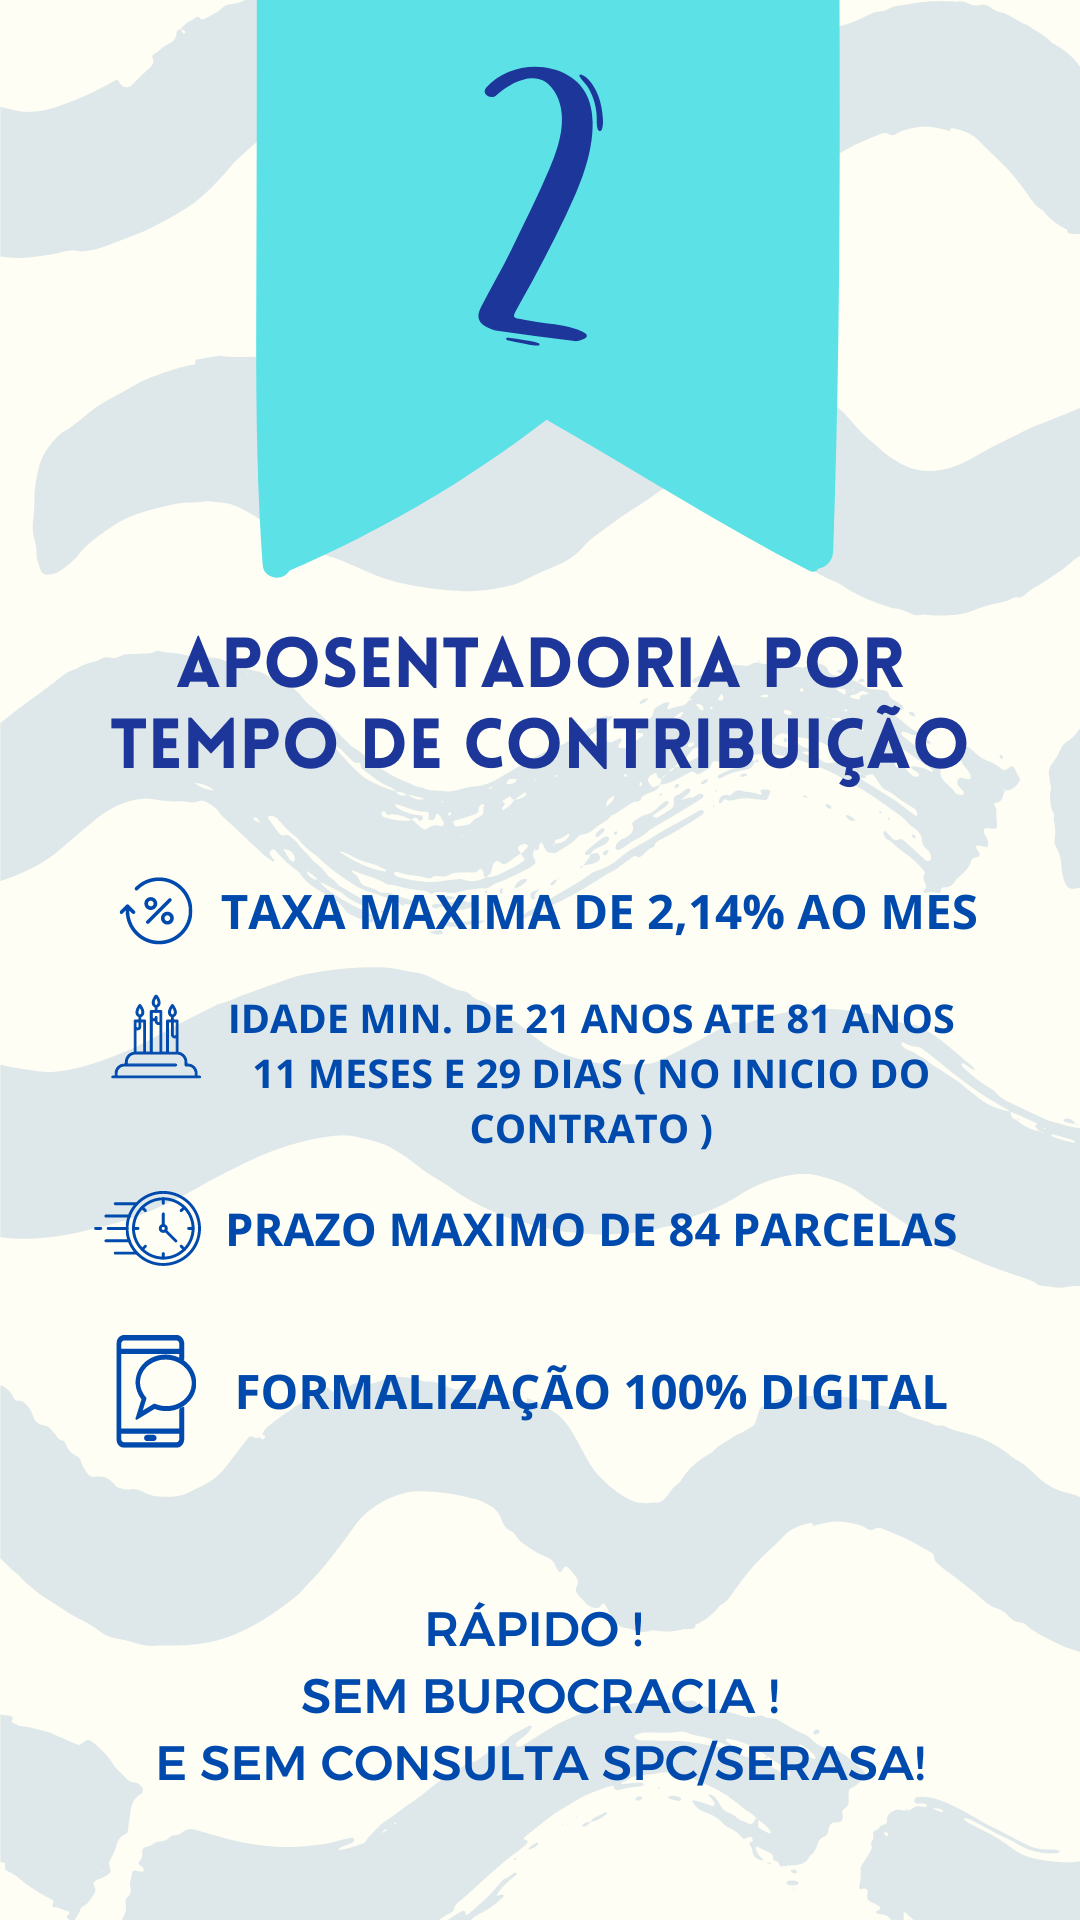 2
APOSENTADORIA POR
TEMPO DE CONTRIBUIÇÃO
% TAXA MAXIMA DE 2,14% AO MES
IDADE MIN. DE 21 ANOS ATE 81 ANOS
11 MESES E 29 DIAS ( NO INICIO DO
CONTRATO )
PRAZO MAXIMO DE 84 PARCELAS
FORMALIZAÇÃO 100% DIGITAL
RÁPIDO !
SEM BUROCRACIA !
E SEM CONSULTA SPC/SERASA!